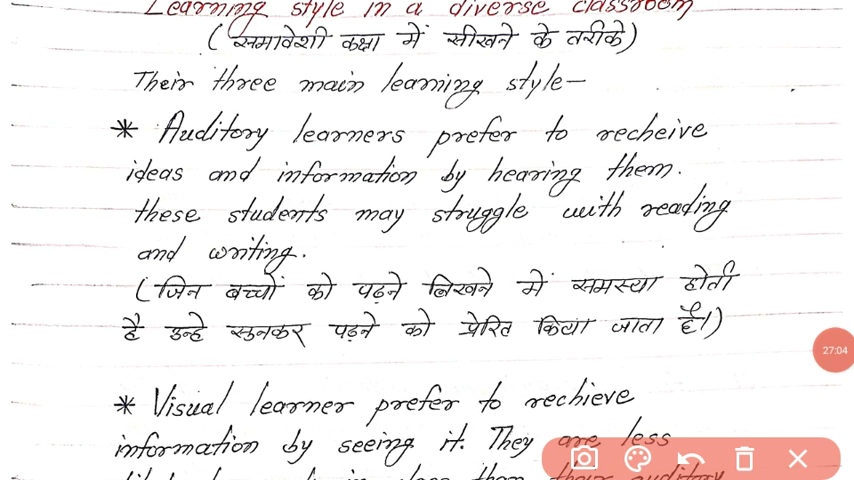 Learning style in a diverse classroom
(समावेशी कक्षा में सीखने के तरीके)
Their three main learning style—
* Auditory learners prefer to recheive
ideas and information by hearing them.
these students may struggle with reading
and writing.
(जिन बच्चों को पढ़ने लिखने में समस्या होती
है उन्हे सुनकर पढ़ने को प्रेरित किया जाता है।)
27:04
* Visual learner prefer to rechieve
information by seeing it. They are less